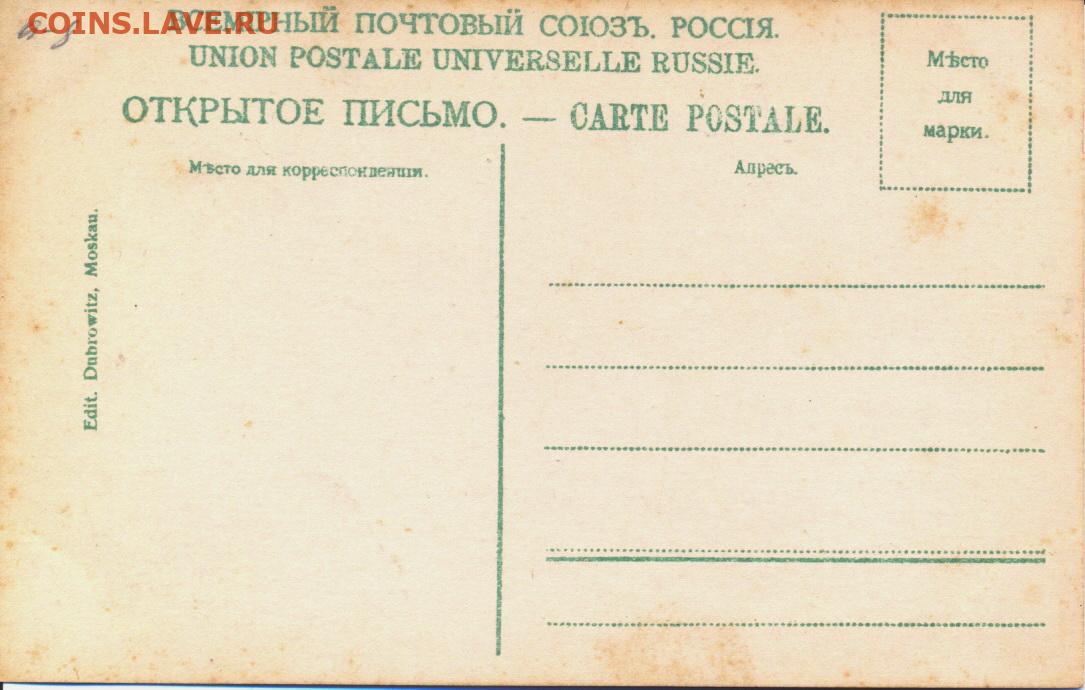 COINS.LAVE.RU
ВСЕМІРНЫЙ ПОЧТОВЫЙ СОЮЗЪ. РОССІЯ.
UNION POSTALE UNIVERSELLE RUSSIE.
ОТКРЫТОЕ ПИСЬМО. — CARTE POSTALE.
Мѣсто
для
марки.
Мѣсто для корреспонденціи.
Адресъ.
Edit. Dubrowitz, Moskau.